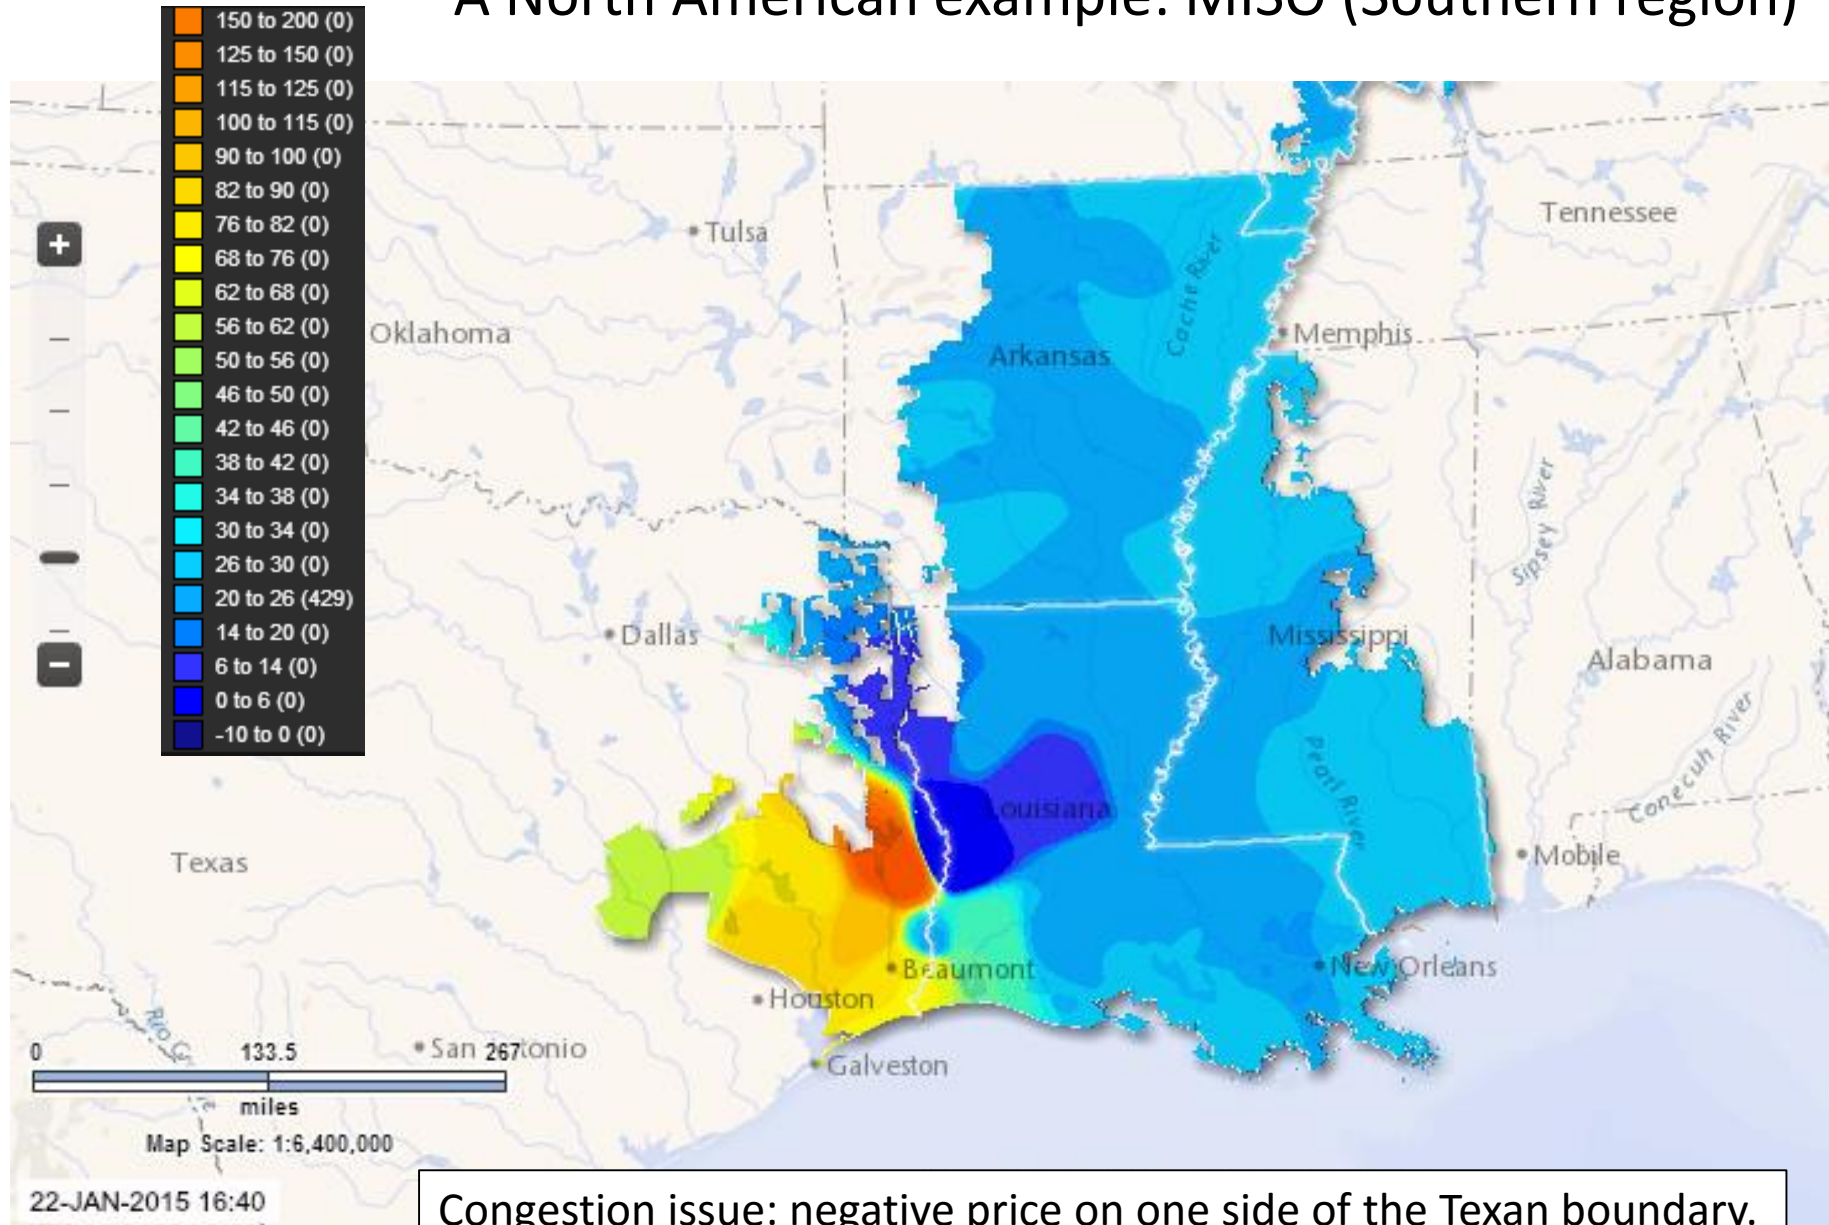 A North American example: MISO (Southern region)
150 to 200 (0)
125 to 150 (0)
115 to 125 (0)
100 to 115 (0)
90 to 100 (0)
82 to 90 (0)
76 to 82 (0)
68 to 76 (0)
62 to 68 (0)
56 to 62 (0)
50 to 56 (0)
46 to 50 (0)
42 to 46 (0)
38 to 42 (0)
34 to 38 (0)
30 to 34 (0)
26 to 30 (0)
20 to 26 (429)
14 to 20 (0)
6 to 14 (0)
0 to 6 (0)
-10 to 0 (0)
+
−
Tulsa
Tennessee
Cache River
Oklahoma
Memphis
Arkansas
Sipsey River
Dallas
Mississippi
Alabama
Pearl River
Conecuh River
Louisiana
Texas
Mobile
Beaumont
New Orleans
Houston
Rio
San Antonio
Galveston
0 133.5 267
miles
Map Scale: 1:6,400,000
22-JAN-2015 16:40
Congestion issue: negative price on one side of the Texan boundary.